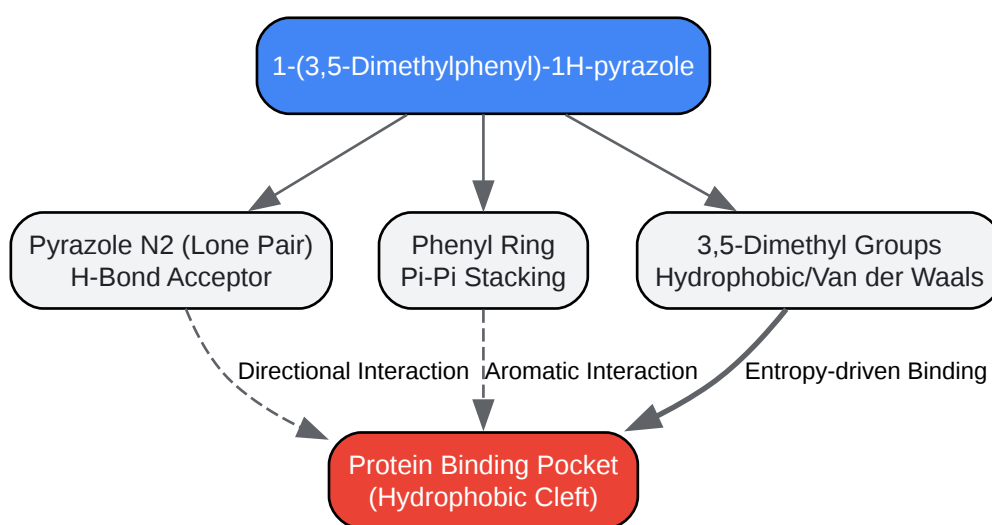 1-(3,5-Dimethylphenyl)-1H-pyrazole
Pyrazole N2 (Lone Pair)
H-Bond Acceptor
Phenyl Ring
Pi-Pi Stacking
3,5-Dimethyl Groups
Hydrophobic/Van der Waals
Directional Interaction
Aromatic Interaction
Entropy-driven Binding
Protein Binding Pocket
(Hydrophobic Cleft)